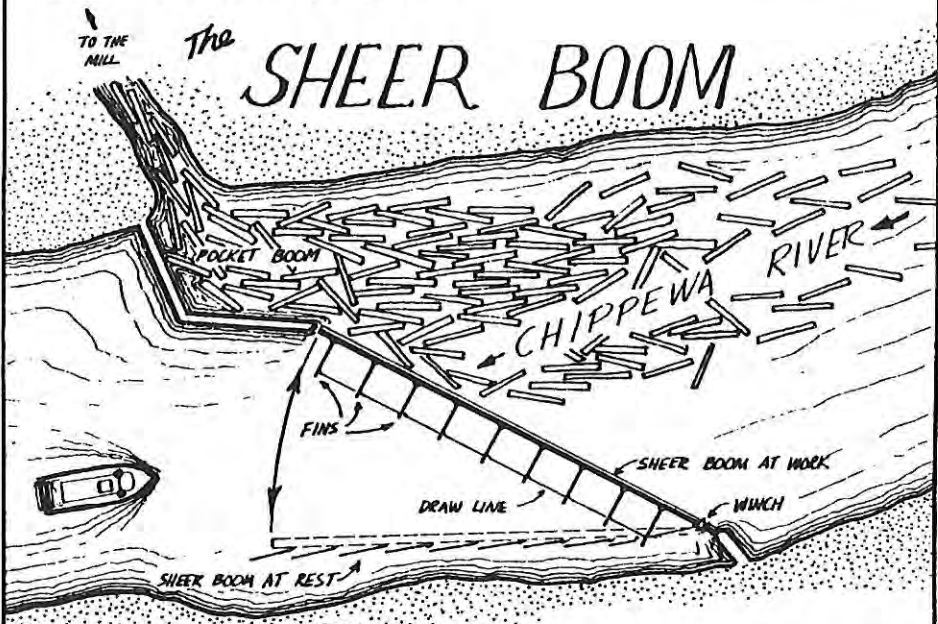 TO THE
MILL
The
SHEER BOOM
POCKET BOOM
CHIPPEWA RIVER
FINS
SHEER BOOM AT WORK
DRAW LINE
WINCH
SHEER BOOM AT REST